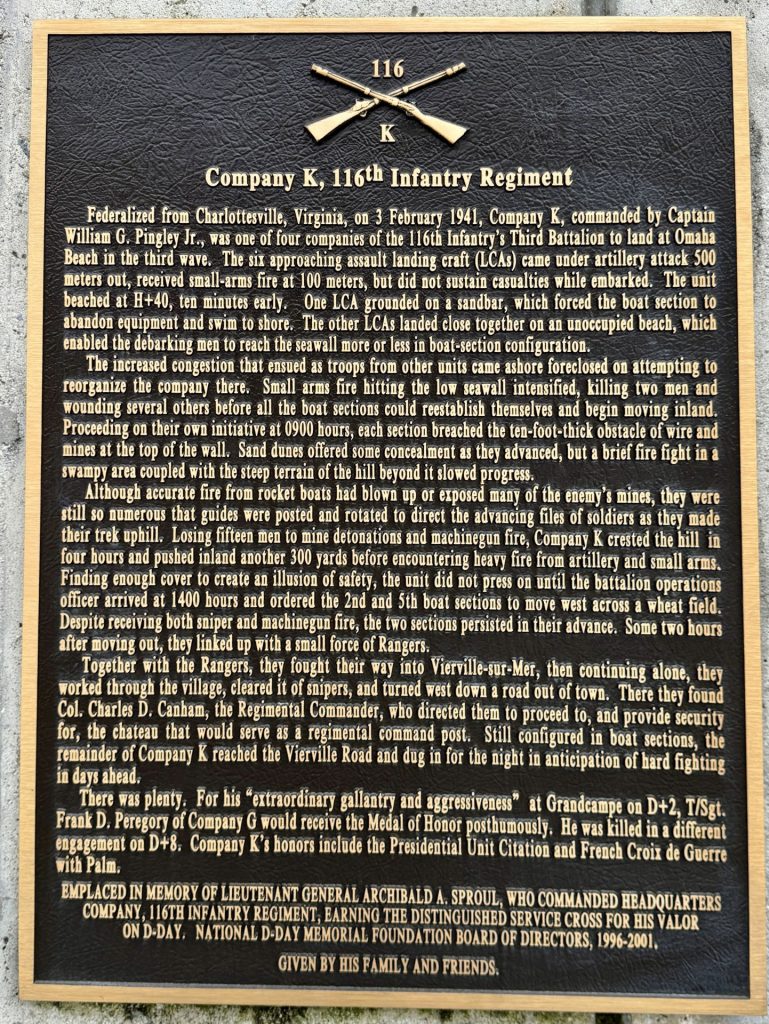 116
K
Company K, 116th Infantry Regiment
Federalized from Charlottesville, Virginia, on 3 February 1941, Company K, commanded by Captain
William G. Pingley Jr., was one of four companies of the 116th Infantry's Third Battalion to land at Omaha
Beach in the third wave. The six approaching assault landing craft (LCAs) came under artillery attack 500
meters out, received small-arms fire at 100 meters, but did not sustain casualties while embarked. The unit
beached at H+40, ten minutes early. One LCA grounded on a sandbar, which forced the boat section to
abandon equipment and swim to shore. The other LCAs landed close together on an unoccupied beach, which
enabled the debarking men to reach the seawall more or less in boat-section configuration.
The increased congestion that ensued as troops from other units came ashore foreclosed on attempting to
reorganize the company there. Small arms fire hitting the low seawall intensified, killing two men and
wounding several others before all the boat sections could reestablish themselves and begin moving inland.
Proceeding on their own initiative at 0900 hours, each section breached the ten-foot-thick obstacle of wire and
mines at the top of the wall. Sand dunes offered some concealment as they advanced, but a brief fire fight in a
swampy area coupled with the steep terrain of the hill beyond it slowed progress.
Although accurate fire from rocket boats had blown up or exposed many of the enemy's mines, they were
still so numerous that guides were posted and rotated to direct the advancing files of soldiers as they made
their trek uphill. Losing fifteen men to mine detonations and machinegun fire, Company K crested the hill in
four hours and pushed inland another 300 yards before encountering heavy fire from artillery and small arms.
Finding enough cover to create an illusion of safety, the unit did not press on until the battalion operations
officer arrived at 1400 hours and ordered the 2nd and 5th boat sections to move west across a wheat field.
Despite receiving both sniper and machinegun fire, the two sections persisted in their advance. Some two hours
after moving out, they linked up with a small force of Rangers.
Together with the Rangers, they fought their way into Vierville-sur-Mer, then continuing alone, they
worked through the village, cleared it of snipers, and turned west down a road out of town. There they found
Col. Charles D. Canham, the Regimental Commander, who directed them to proceed to, and provide security
for, the chateau that would serve as a regimental command post. Still configured in boat sections, the
remainder of Company K reached the Vierville Road and dug in for the night in anticipation of hard fighting
in days ahead.
There was plenty. For his "extraordinary gallantry and aggressiveness" at Grandcampe on D+2, T/Sgt.
Frank D. Peregory of Company G would receive the Medal of Honor posthumously. He was killed in a different
engagement on D+8. Company K's honors include the Presidential Unit Citation and French Croix de Guerre
with Palm.
EMPLACED IN MEMORY OF LIEUTENANT GENERAL ARCHIBALD A. SPROUL, WHO COMMANDED HEADQUARTERS
COMPANY, 116TH INFANTRY REGIMENT, EARNING THE DISTINGUISHED SERVICE CROSS FOR HIS VALOR
ON D-DAY. NATIONAL D-DAY MEMORIAL FOUNDATION BOARD OF DIRECTORS, 1996-2001.
GIVEN BY HIS FAMILY AND FRIENDS.